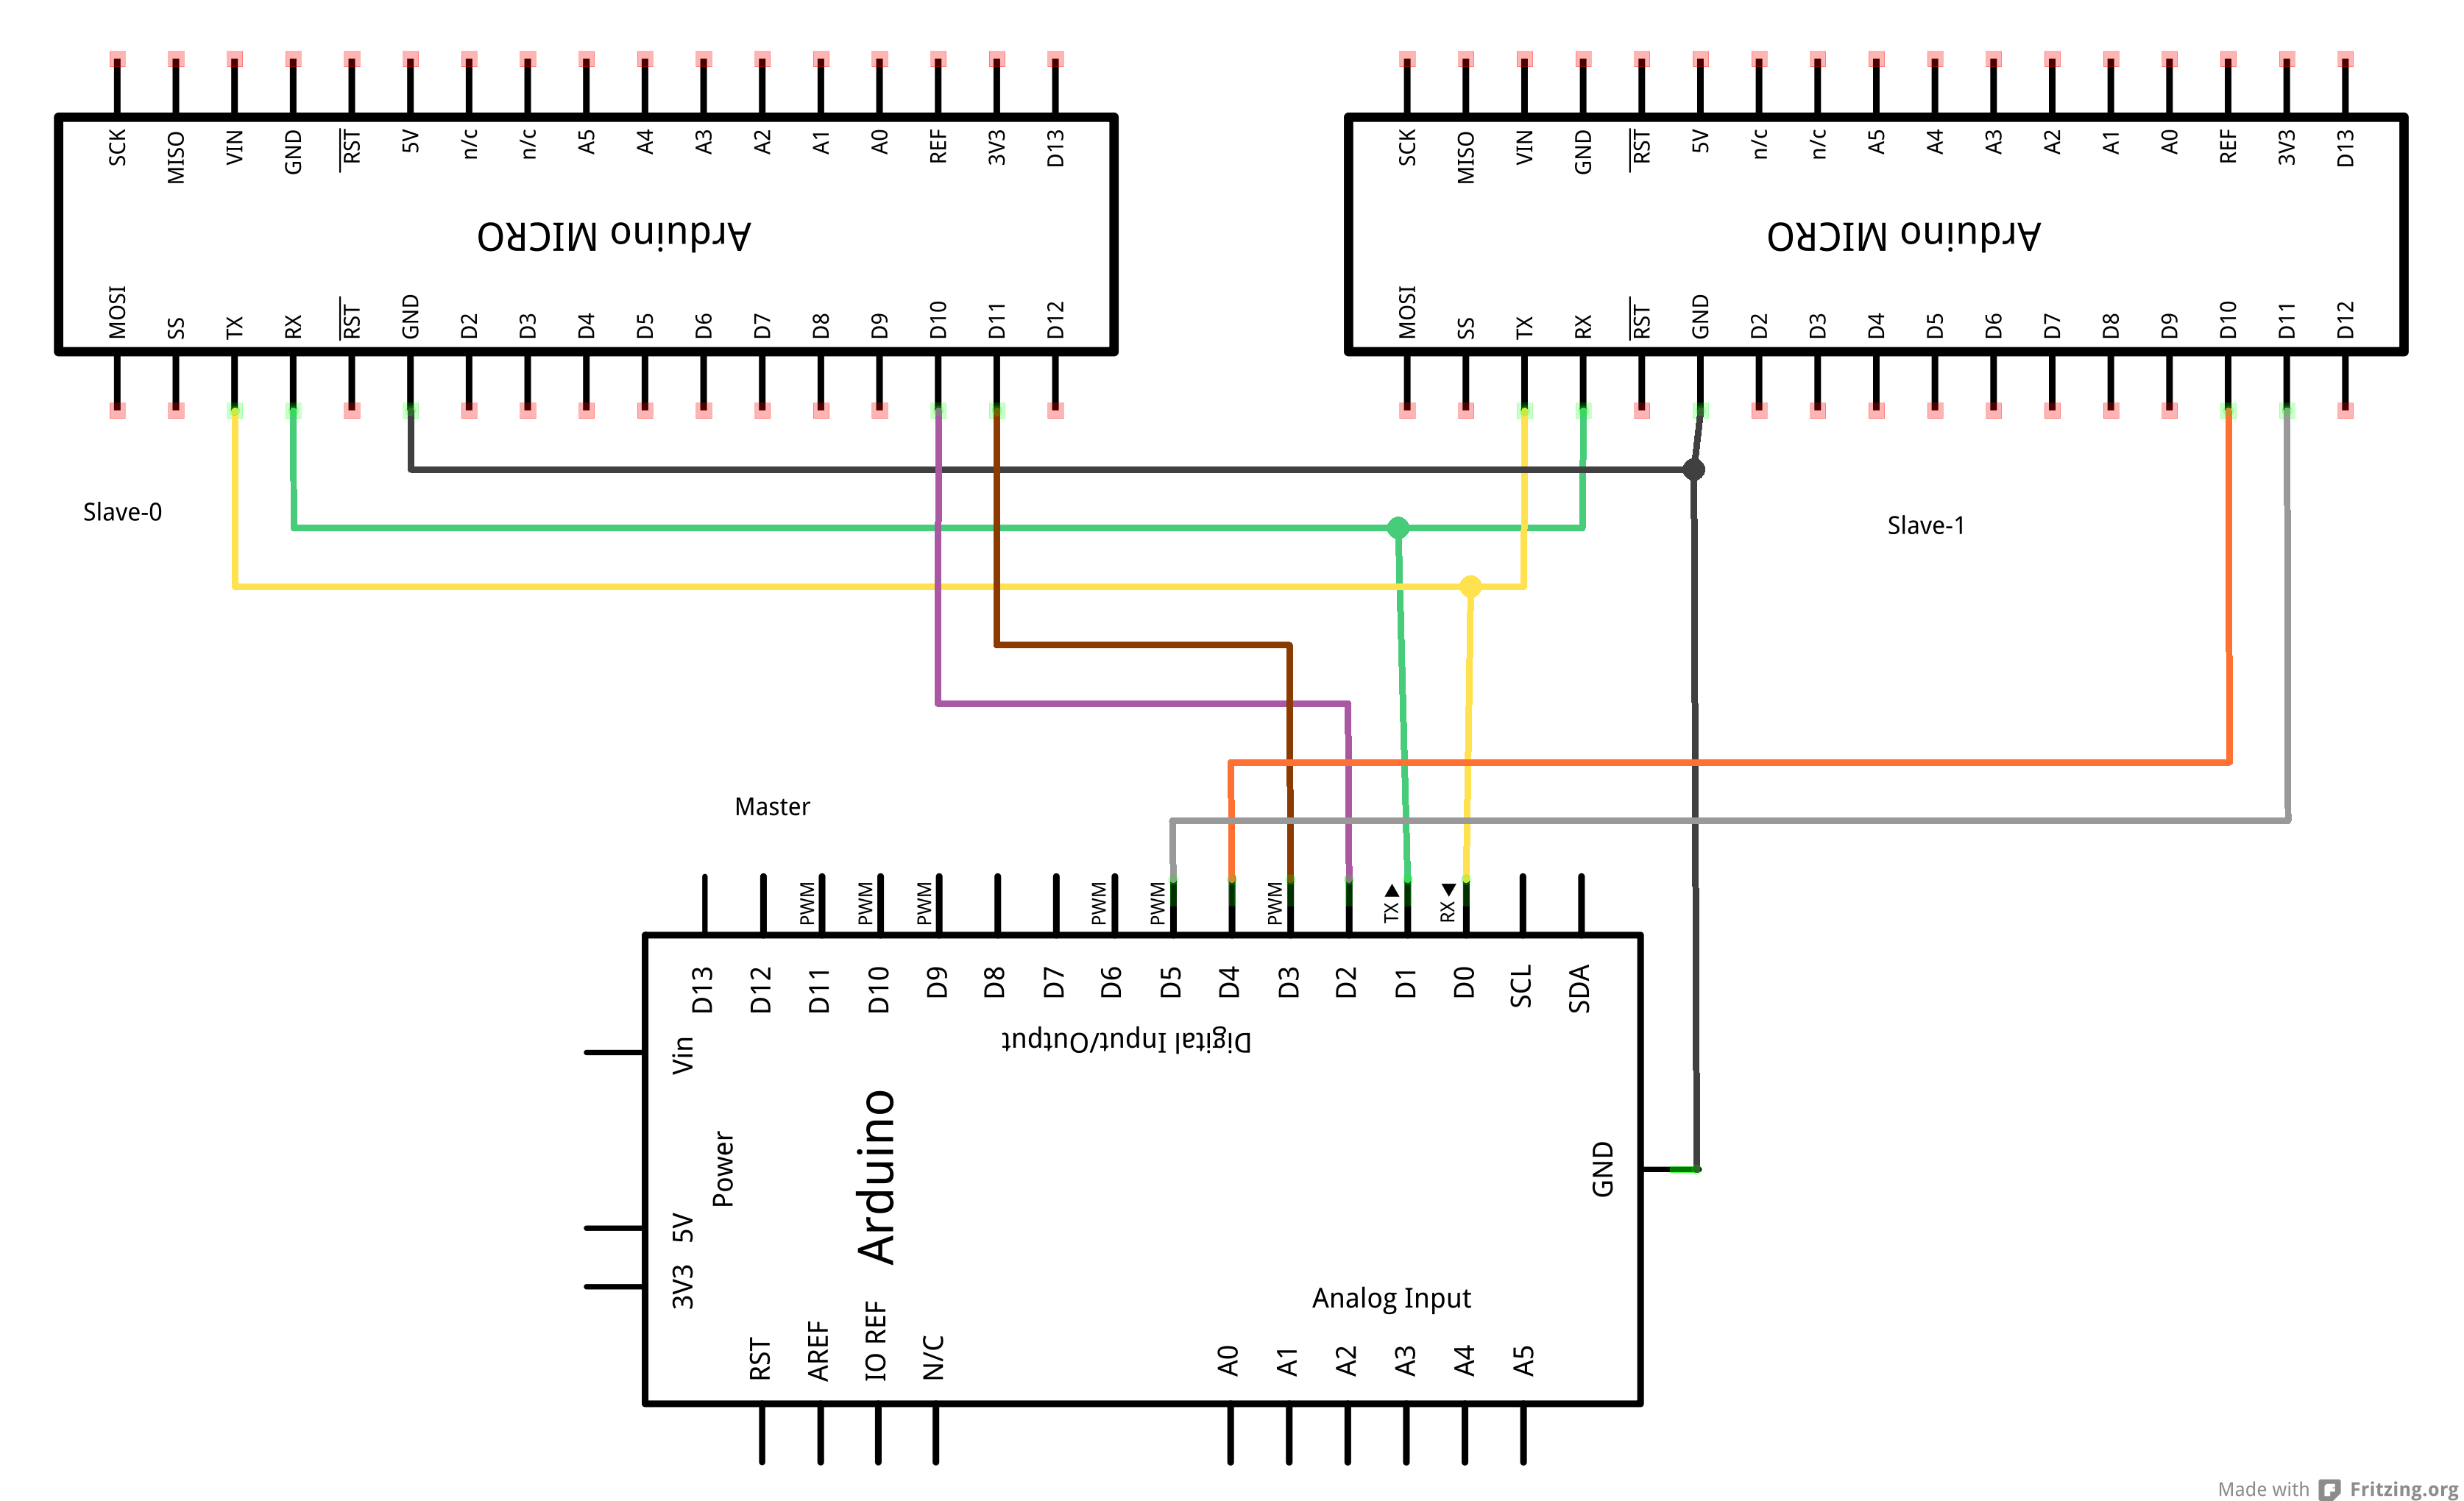 SCK MISO VIN GND RST 5V n/c n/c A5 A4 A3 A2 A1 A0 REF 3V3 D13
Arduino MICRO
MOSI SS TX RX RST GND D2 D3 D4 D5 D6 D7 D8 D9 D10 D11 D12
SCK MISO VIN GND RST 5V n/c n/c A5 A4 A3 A2 A1 A0 REF 3V3 D13
Arduino MICRO
MOSI SS TX RX RST GND D2 D3 D4 D5 D6 D7 D8 D9 D10 D11 D12
Slave-0
Slave-1
Master
PWM PWM PWM PWM PWM PWM TX RX
D13 D12 D11 D10 D9 D8 D7 D6 D5 D4 D3 D2 D1 D0 SCL SDA
Digital Input/Output
Vin
Power
Arduino
GND
5V
3V3
Analog Input
RST AREF IO REF N/C A0 A1 A2 A3 A4 A5
Made with Fritzing.org